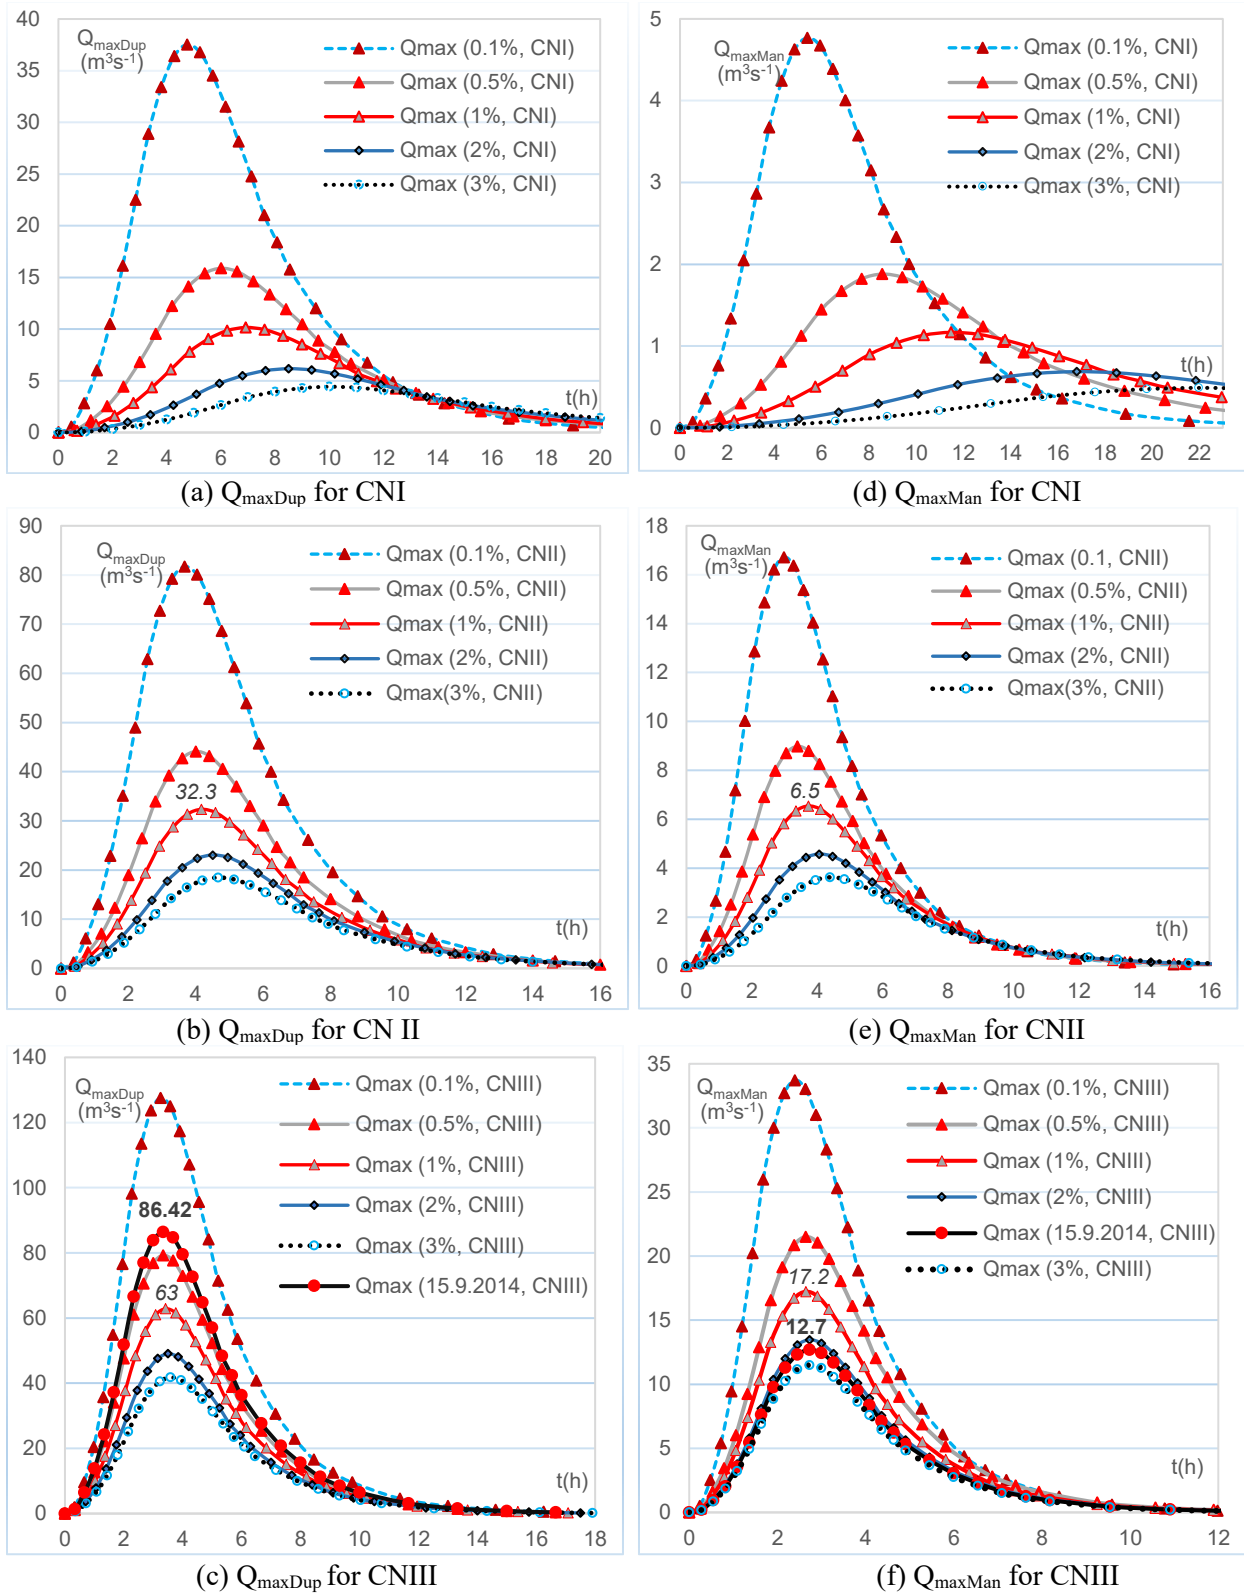 40
35
30
25
20
15
10
5
0
Q_maxDup
(m³s⁻¹)
Qmax (0.1%, CNI)
Qmax (0.5%, CNI)
Qmax (1%, CNI)
Qmax (2%, CNI)
Qmax (3%, CNI)
t(h)
0 2 4 6 8 10 12 14 16 18 20
(a) Q_maxDup for CNI
5
4
3
2
1
0
Q_maxMan
(m³s⁻¹)
Qmax (0.1%, CNI)
Qmax (0.5%, CNI)
Qmax (1%, CNI)
Qmax (2%, CNI)
Qmax (3%, CNI)
t(h)
0 2 4 6 8 10 12 14 16 18 20 22
(d) Q_maxMan for CNI
90
80
70
60
50
40
30
20
10
0
Q_maxDup
(m³s⁻¹)
Qmax (0.1%, CNII)
Qmax (0.5%, CNII)
Qmax (1%, CNII)
Qmax (2%, CNII)
Qmax(3%, CNII)
32.3
t(h)
0 2 4 6 8 10 12 14 16
(b) Q_maxDup for CN II
18
16
14
12
10
8
6
4
2
0
Q_maxMan
(m³s⁻¹)
Qmax (0.1, CNII)
Qmax (0.5%, CNII)
Qmax (1%, CNII)
Qmax (2%, CNII)
Qmax(3%, CNII)
6.5
t(h)
0 2 4 6 8 10 12 14 16
(e) Q_maxMan for CNII
140
120
100
80
60
40
20
0
Q_maxDup
(m³s⁻¹)
Qmax (0.1%, CNIII)
Qmax (0.5%, CNIII)
Qmax (1%, CNIII)
Qmax (2%, CNIII)
Qmax (3%, CNIII)
Qmax (15.9.2014, CNIII)
86.42
63
t(h)
0 2 4 6 8 10 12 14 16 18
(c) Q_maxDup for CNIII
35
30
25
20
15
10
5
0
Q_maxMan
(m³s⁻¹)
Qmax (0.1%, CNIII)
Qmax (0.5%, CNIII)
Qmax (1%, CNIII)
Qmax (2%, CNIII)
Qmax (15.9.2014, CNIII)
Qmax (3%, CNIII)
17.2
12.7
t(h)
0 2 4 6 8 10 12
(f) Q_maxMan for CNIII